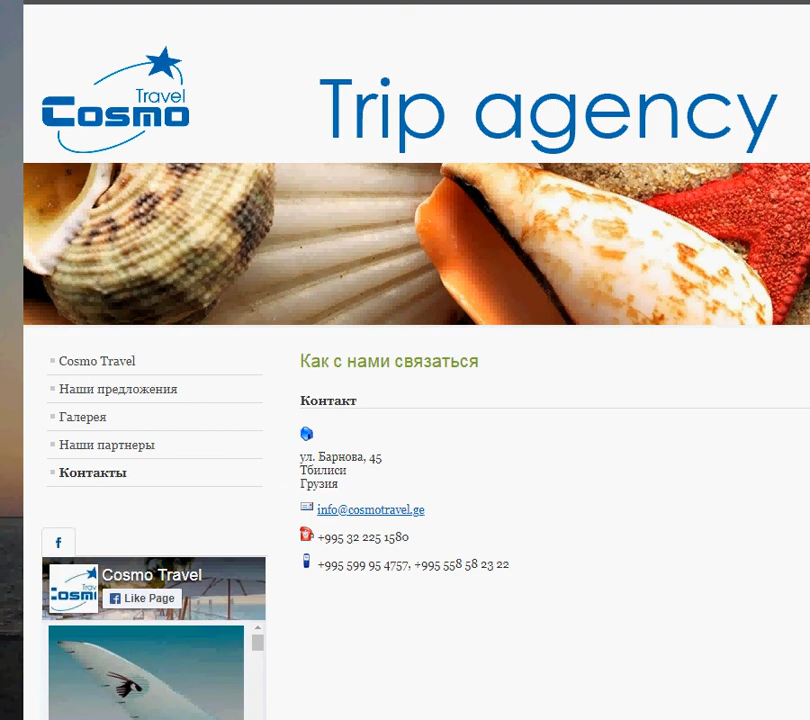 Travel
Cosmo
Trip agency
Cosmo Travel
Наши предложения
Галерея
Наши партнеры
Контакты
Как с нами связаться
Контакт
ул. Барнова, 45
Тбилиси
Грузия
info@cosmotravel.ge
+995 32 225 1580
+995 599 95 4757, +995 558 58 23 22
f
Cosmo Travel
f Like Page